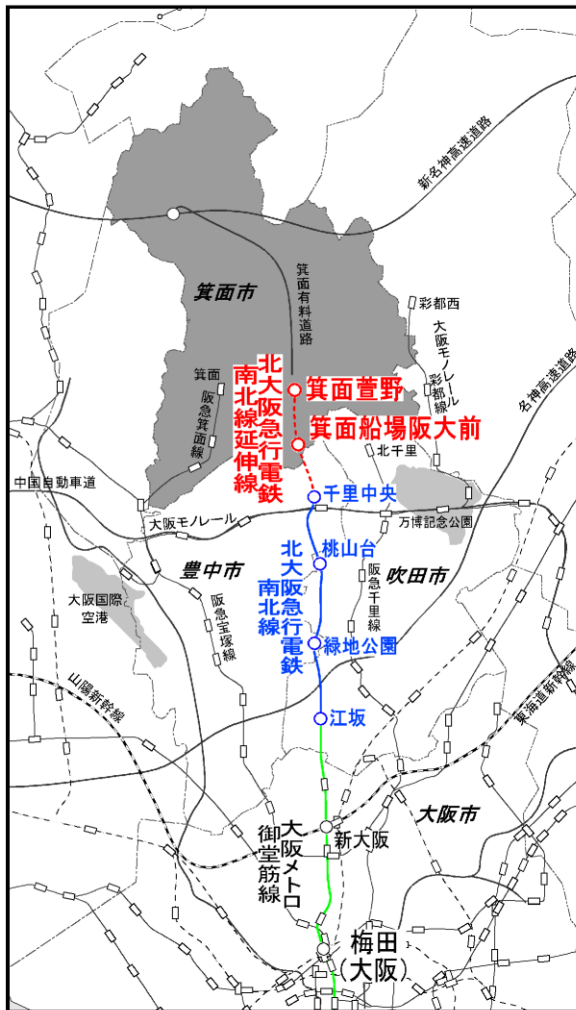 新名神高速道路
箕面市
箕面有料道路
彩都西
大阪モノレール
彩都線
名神高速道路
箕面
阪急箕面線
北大阪急行電鉄
南北線延伸線
箕面萱野
箕面船場阪大前
北千里
千里中央
中国自動車道
大阪モノレール
万博記念公園
豊中市
桃山台
吹田市
北大阪急行電鉄
南北線
阪急千里線
大阪国際
空港
阪急宝塚線
緑地公園
山陽新幹線
東海道新幹線
江坂
大阪市
大阪メトロ
御堂筋線
新大阪
梅田
(大阪)